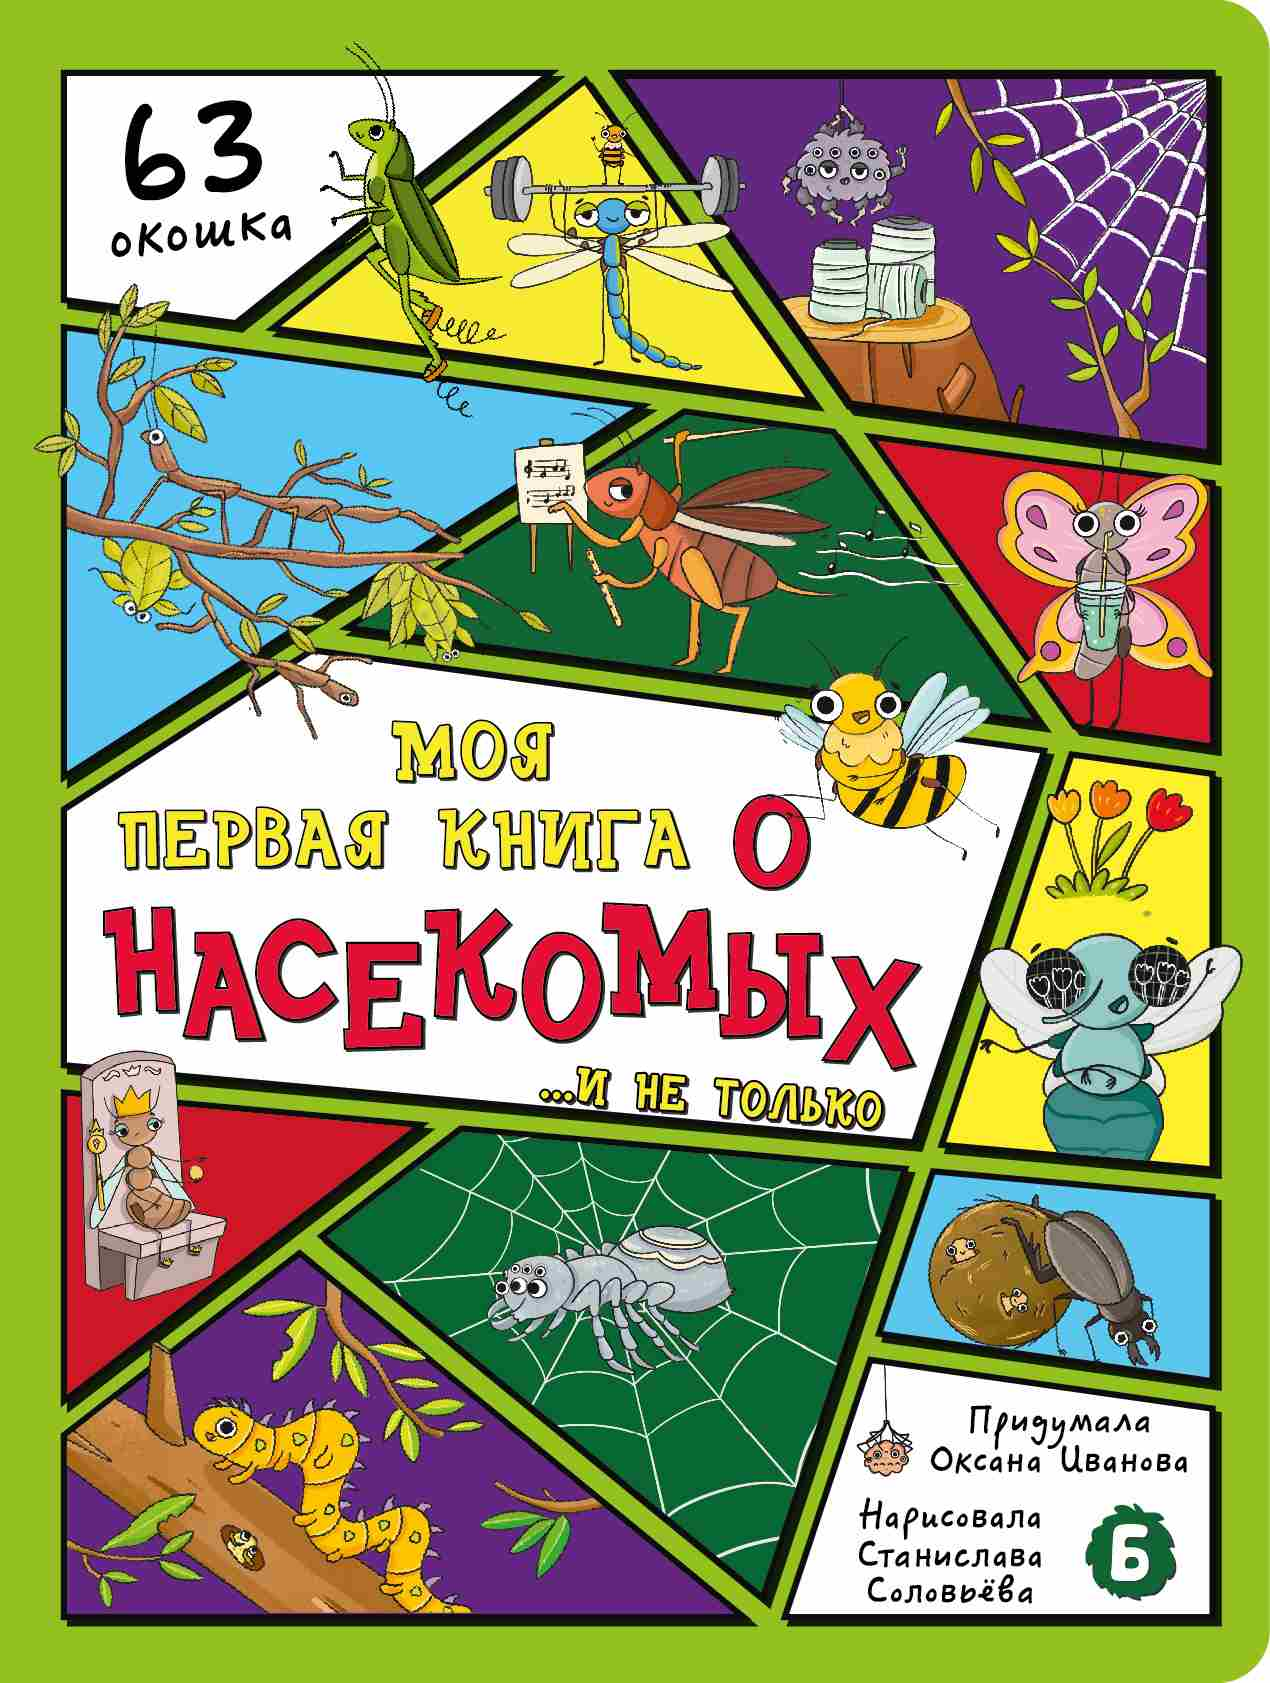 63
окошка
МОЯ
ПЕРВАЯ КНИГА О
НАСЕКОМЫХ
...И НЕ ТОЛЬКО
Придумала
Оксана Иванова
Нарисовала
Станислава
Соловьёва
Б